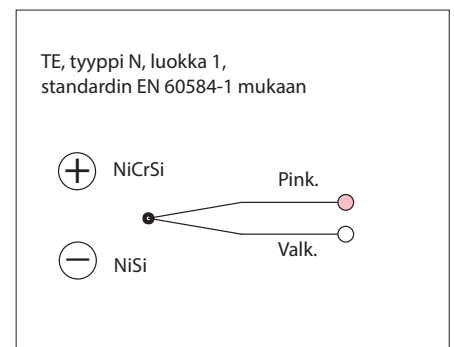 TE, tyyppi N, luokka 1,
standardin EN 60584-1 mukaan
+
NiCrSi
Pink.
Valk.
−
NiSi